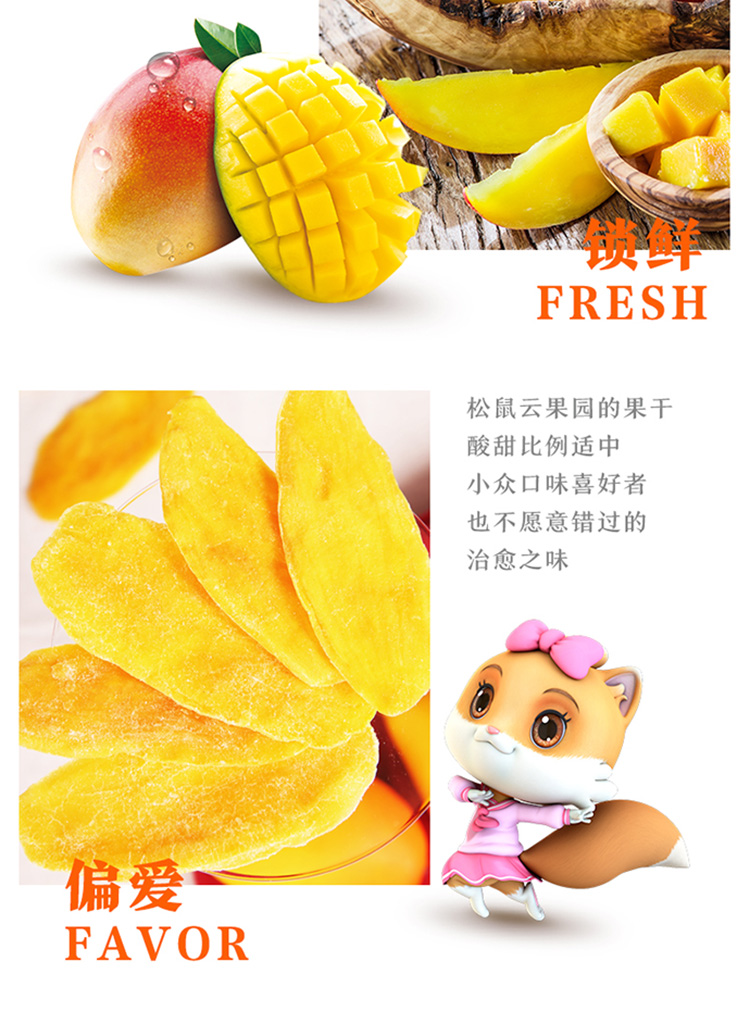 锁鲜
FRESH
松鼠云果园的果干
酸甜比例适中
小众口味喜好者
也不愿意错过的
治愈之味
偏爱
FAVOR